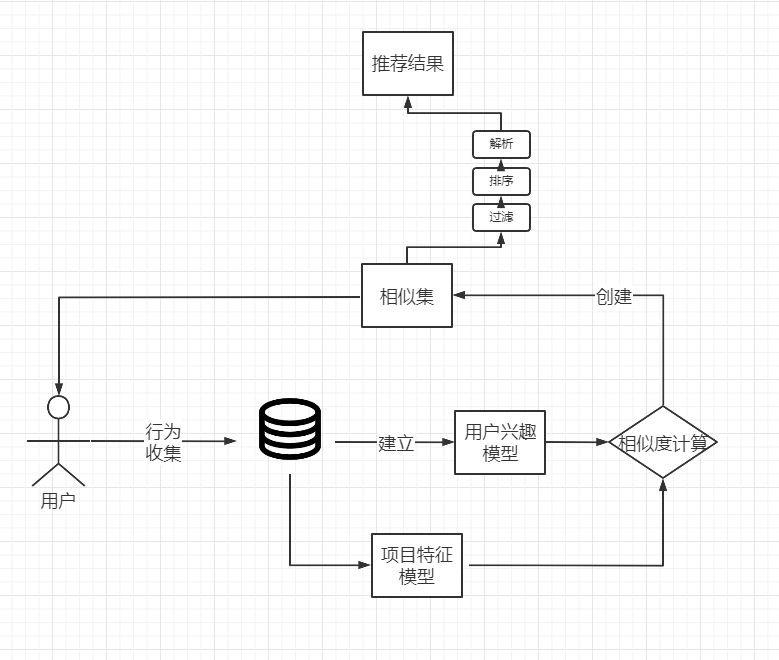 推荐结果
解析
排序
过滤
相似集
创建
行为
收集
建立
用户兴趣
模型
相似度计算
用户
项目特征
模型